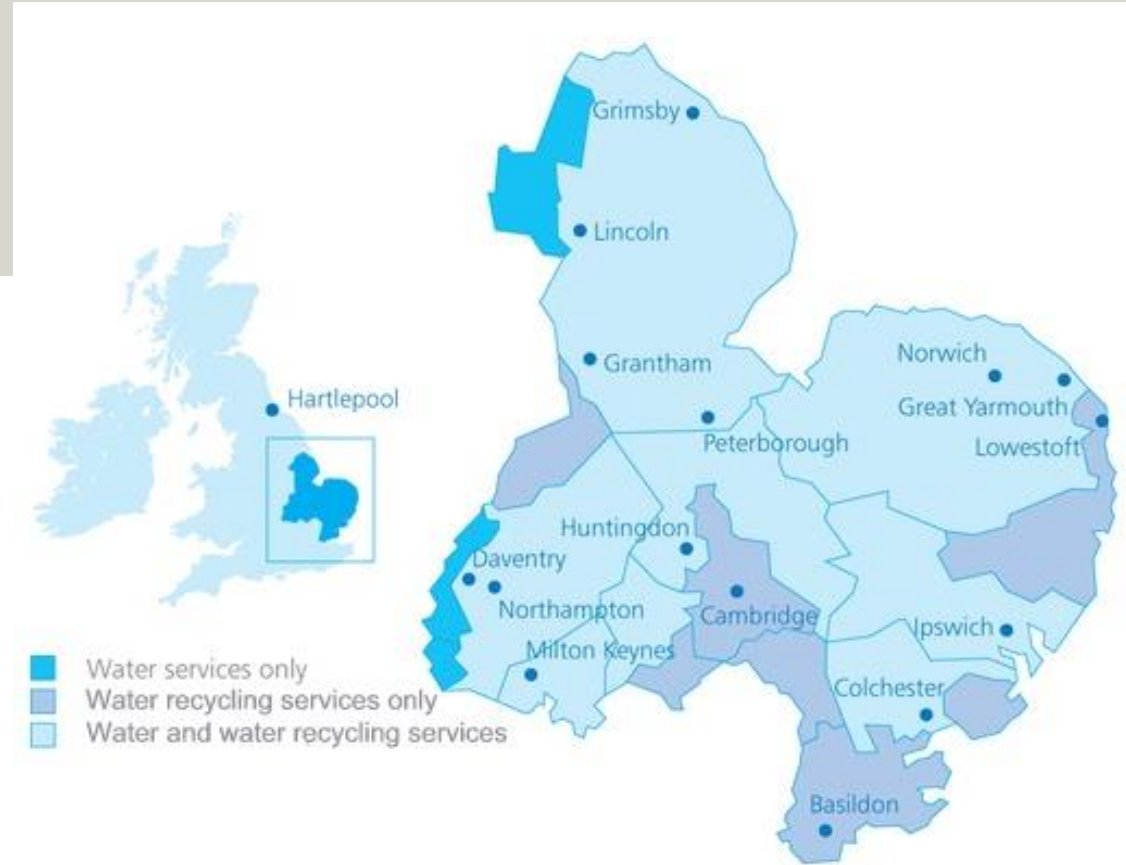 Grimsby
Lincoln
Grantham
Hartlepool
Norwich
Great Yarmouth
Lowestoft
Peterborough
Huntingdon
Daventry
Northampton
Cambridge
Milton Keynes
Ipswich
Colchester
Basildon
Water services only
Water recycling services only
Water and water recycling services